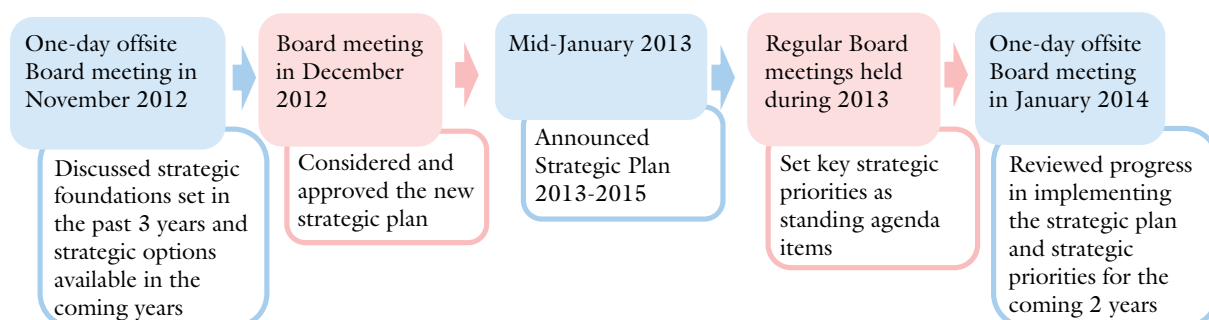 One-day offsite
Board meeting in
November 2012
Discussed strategic
foundations set in
the past 3 years and
strategic options
available in the
coming years
Board meeting
in December
2012
Considered and
approved the new
strategic plan
Mid-January 2013
Announced
Strategic Plan
2013-2015
Regular Board
meetings held
during 2013
Set key strategic
priorities as
standing agenda
items
One-day offsite
Board meeting
in January 2014
Reviewed progress
in implementing
the strategic plan
and strategic
priorities for the
coming 2 years